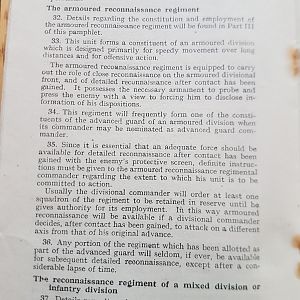 The armoured reconnaissance regiment
32. Details regarding the constitution and employment of
the armoured reconnaissance regiment will be found in Part III
of this pamphlet.
33. This unit forms a constituent of an armoured division
which is designed primarily for speedy movement over long
distances and for offensive action.
The armoured reconnaissance regiment is equipped to carry
out the role of close reconnaissance on the armoured divisional
front, and of detailed reconnaissance after contact has been
gained. It possesses the necessary armament to probe and
press the enemy with a view to forcing him to disclose in-
formation of his dispositions.
34. This regiment will frequently form one of the consti-
tuents of the advanced guard of an armoured division when
its commander may be nominated as advanced guard com-
mander.
35. Since it is essential that an adequate force should be
available for detailed reconnaissance after contact has been
gained with the enemy's protective screen, definite instruc-
tions must be given to the armoured reconnaissance regimental
commander regarding the extent to which his unit is to be
committed to action.
Usually the divisional commander will order at least one
squadron of the regiment to be retained in reserve until he
gives authority for its employment. In this way armoured
reconnaissance will be available if a divisional commander
decides, after contact has been gained, to attack on a different
axis from that of his original advance.
36. Any portion of the regiment which has been allotted as
part of the advanced guard will seldom, if ever, be available
for subsequent detailed reconnaissance, except after a con-
siderable lapse of time.
The reconnaissance regiment of a mixed division or
infantry division
37. Details